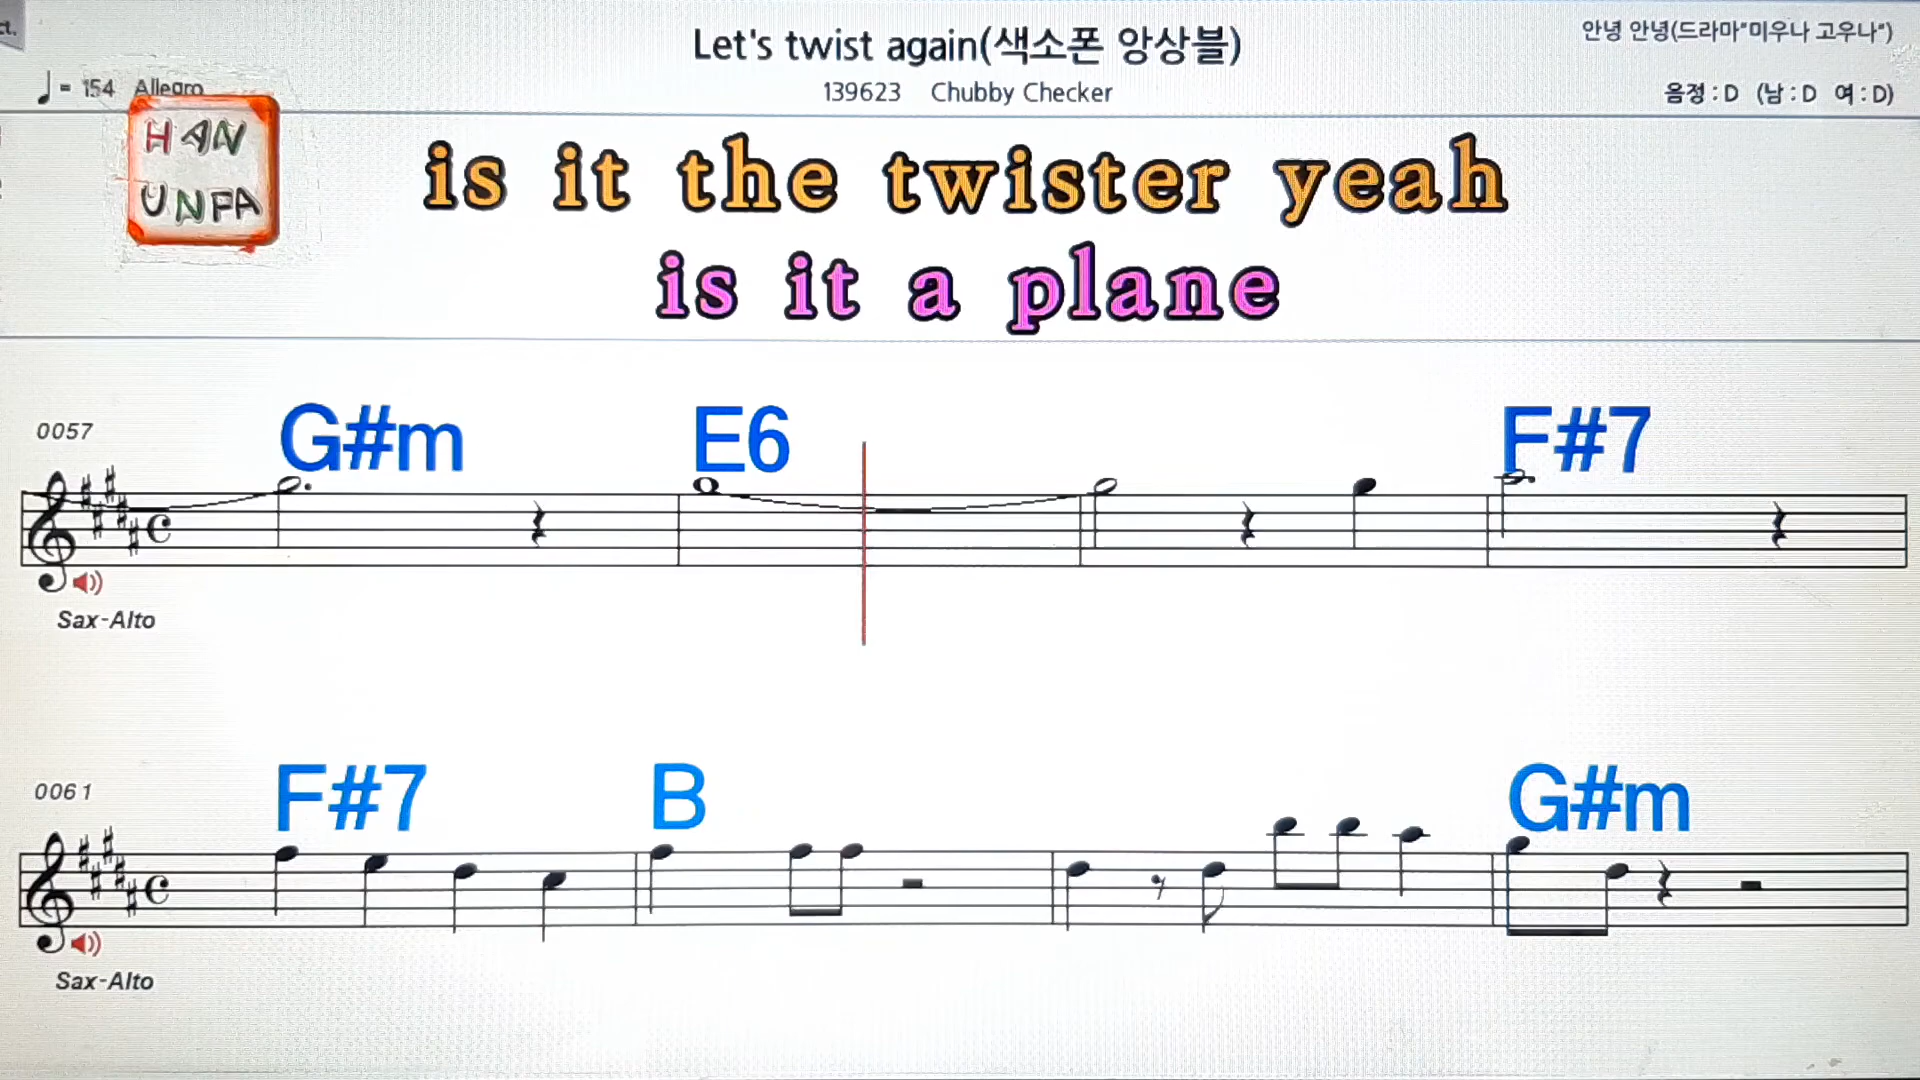 ct.
Let's twist again(색소폰 앙상블)
안녕 안녕(드라마"미우나 고우나")
= 154 Allegro
139623 Chubby Checker
음정 : D (남 : D 여 : D)
HAN
UNFA
is it the twister yeah
is it a plane
0057
G#m E6 F#7
Sax-Alto
0061
F#7 B G#m
Sax-Alto